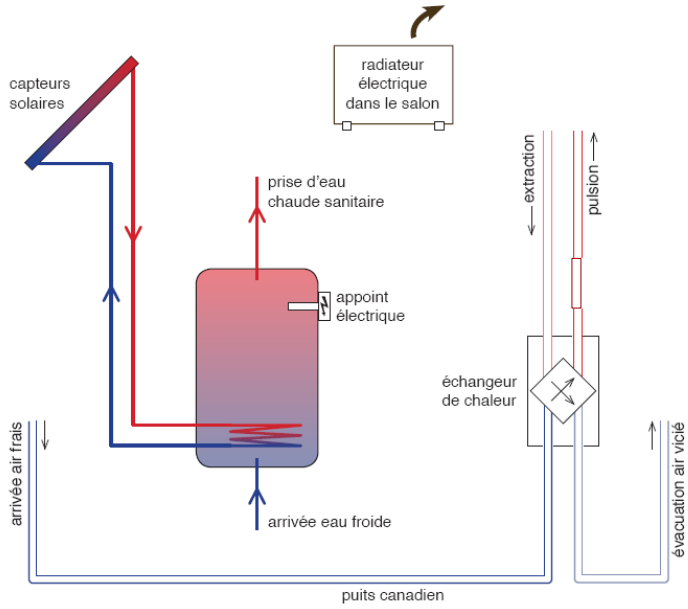 capteurs
solaires
radiateur
électrique
dans le salon
extraction
pulsion
prise d'eau
chaude sanitaire
appoint
électrique
échangeur
de chaleur
arrivée air frais
évacuation air vicié
arrivée eau froide
puits canadien